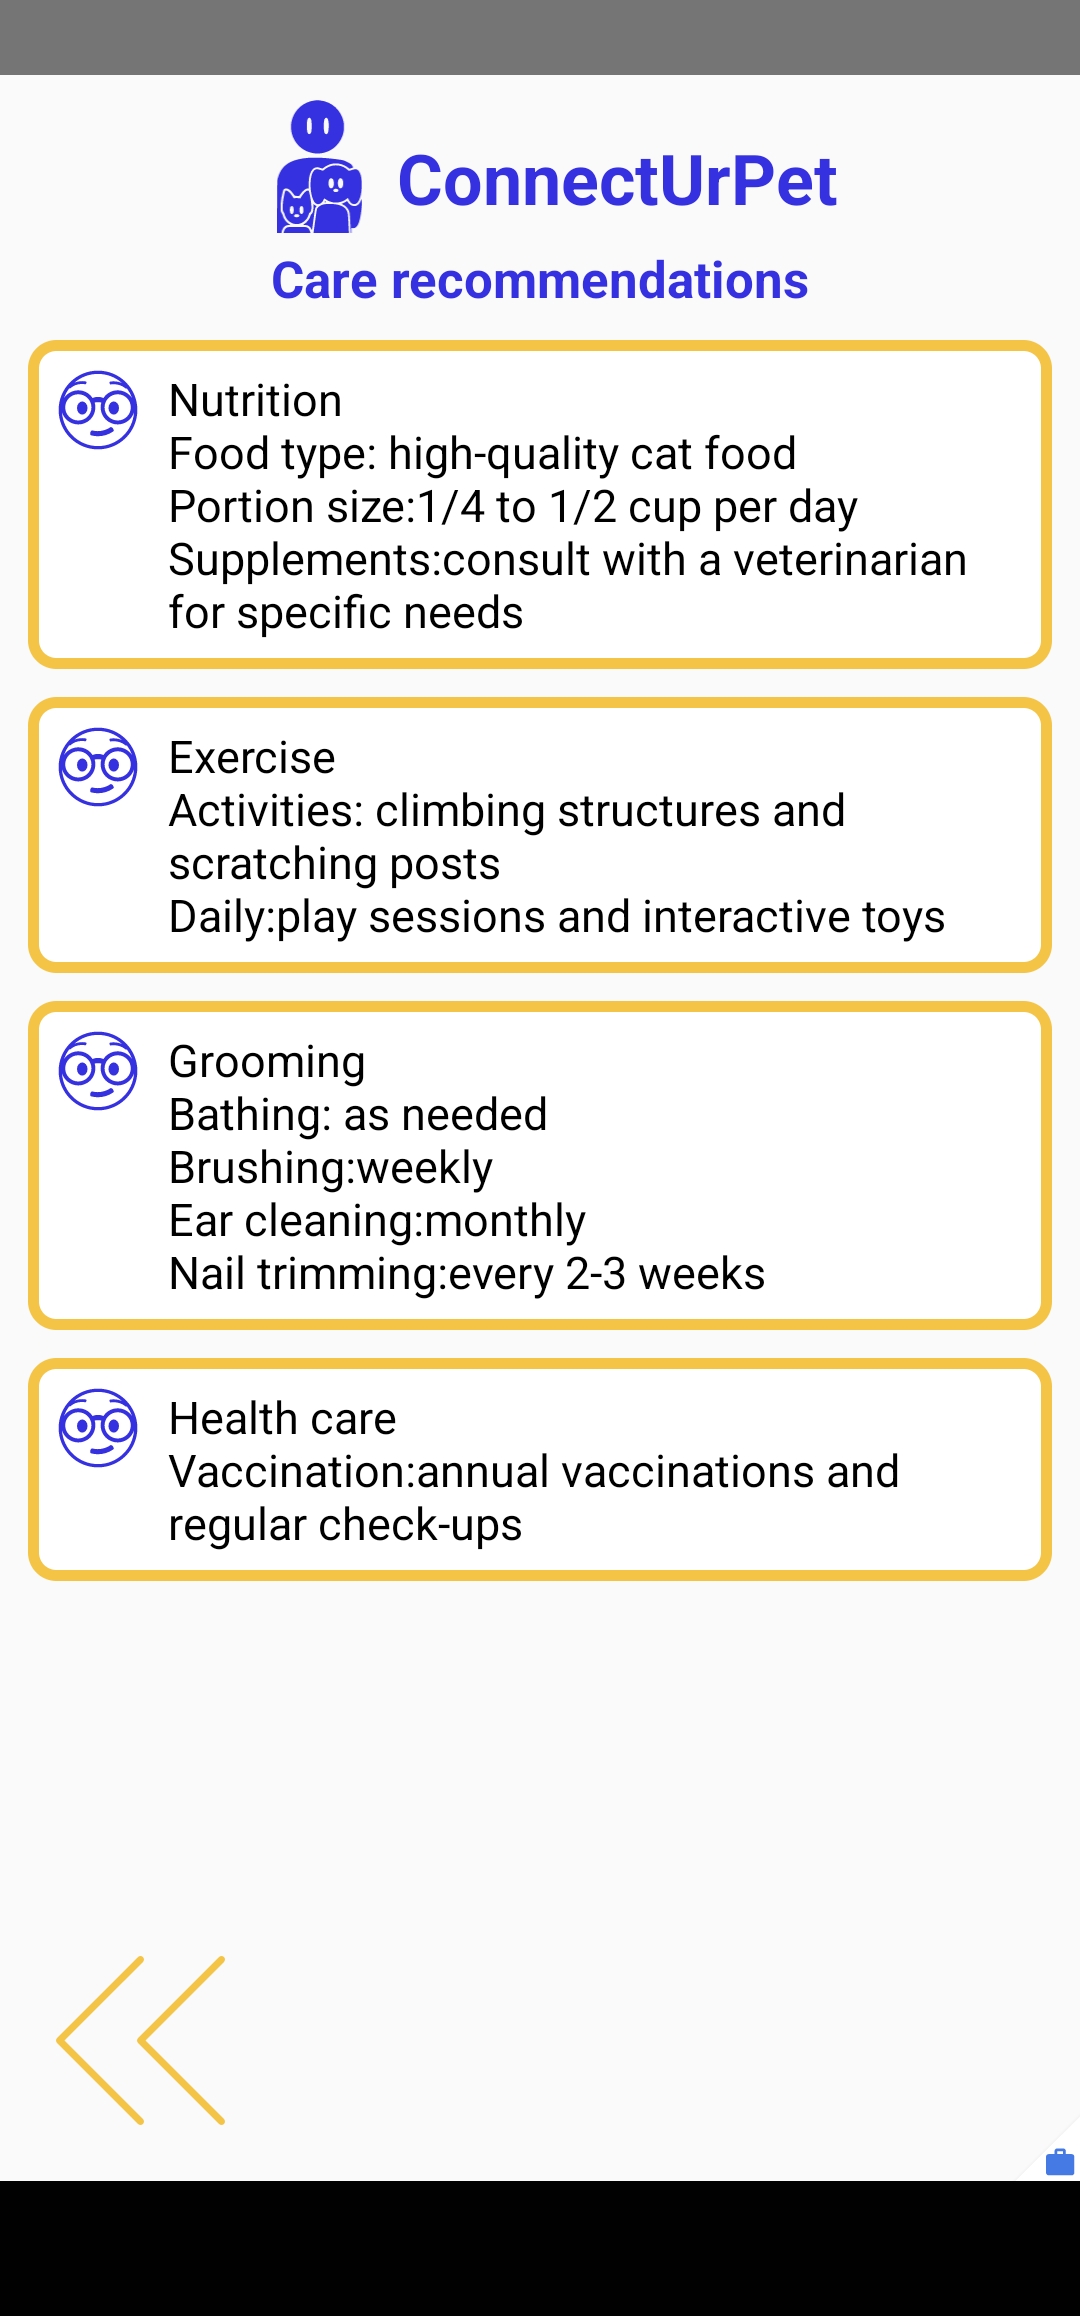 ConnectUrPet
Care recommendations
Nutrition
Food type: high-quality cat food
Portion size:1/4 to 1/2 cup per day
Supplements:consult with a veterinarian
for specific needs
Exercise
Activities: climbing structures and
scratching posts
Daily:play sessions and interactive toys
Grooming
Bathing: as needed
Brushing:weekly
Ear cleaning:monthly
Nail trimming:every 2-3 weeks
Health care
Vaccination:annual vaccinations and
regular check-ups